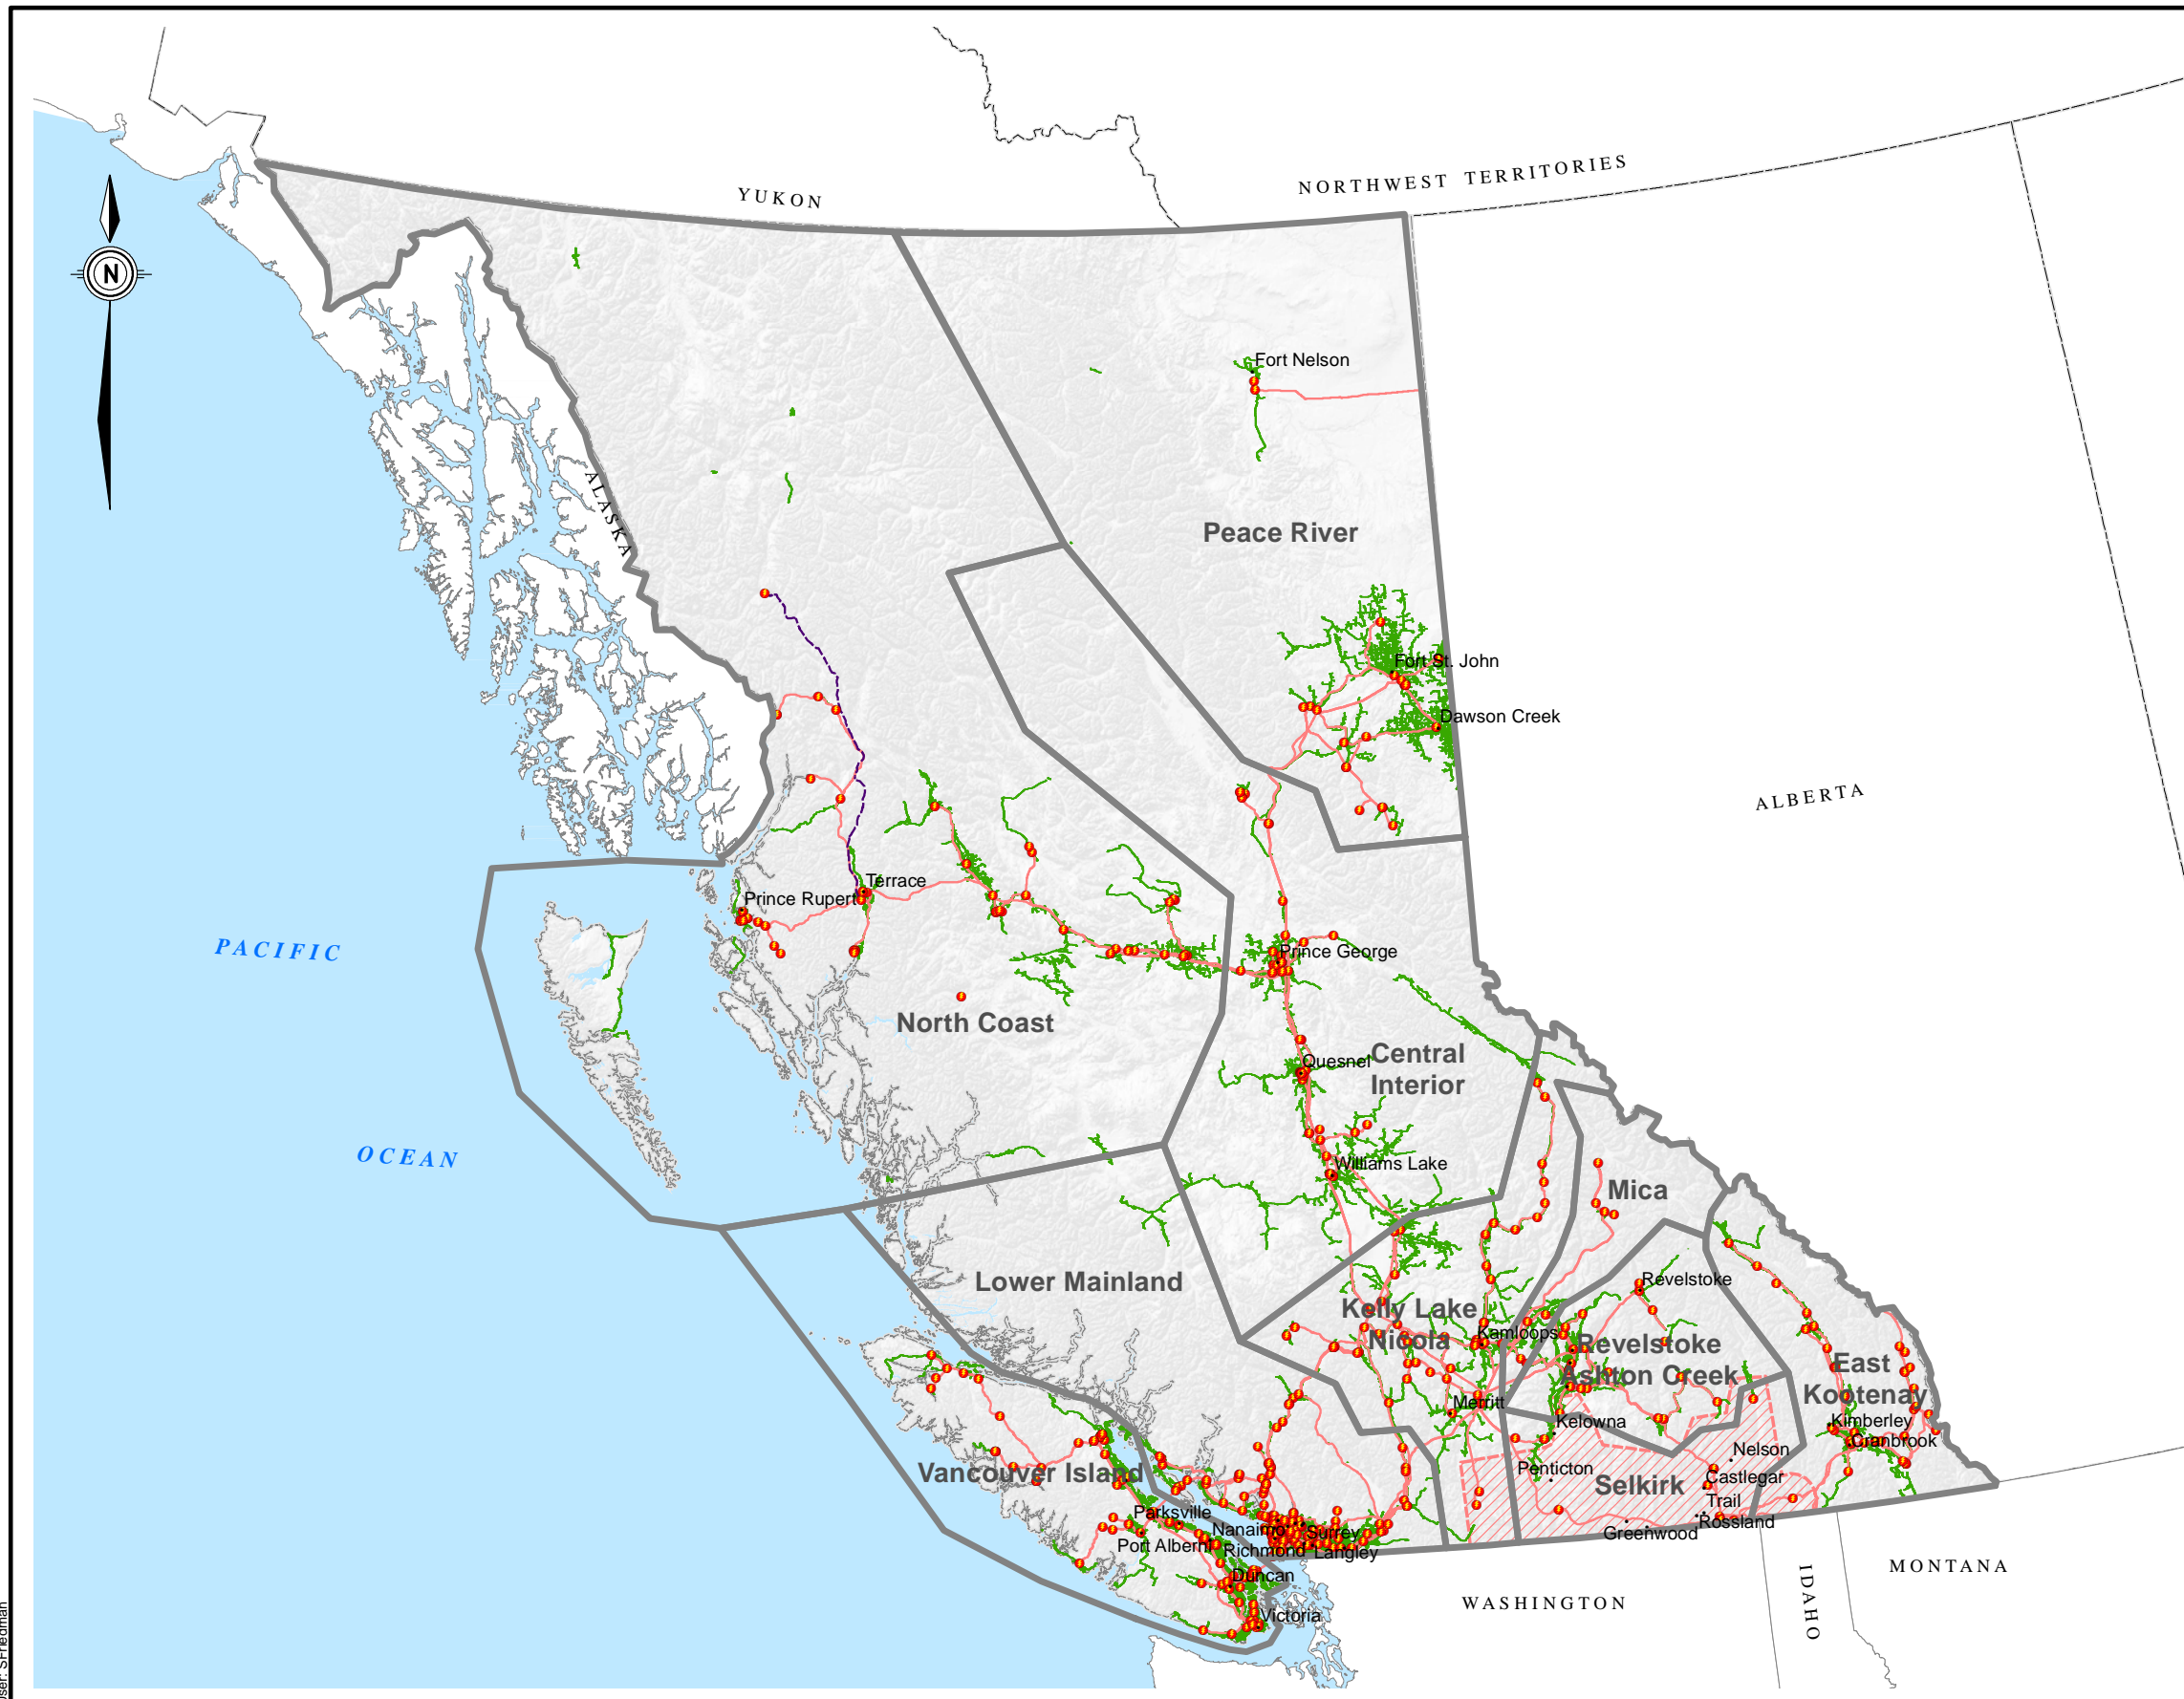 YUKON
NORTHWEST TERRITORIES
N
Fort Nelson
ALASKA
Peace River
Fort St. John
Dawson Creek
ALBERTA
Terrace
Prince Rupert
PACIFIC
Prince George
North Coast
Quesnel
Central
Interior
OCEAN
Williams Lake
Mica
Lower Mainland
Revelstoke
Kelly Lake
Nicola
Kamloops
Revelstoke
Ashton Creek
East
Kootenay
Merritt
Kelowna
Kimberley
Cranbrook
Nelson
Vancouver Island
Penticton
Selkirk
Castlegar
Trail
Parksville
Rossland
Nanaimo
Surrey
Greenwood
Port Alberni
Richmond
Langley
Duncan
MONTANA
IDAHO
WASHINGTON
Victoria
User: SFriedman